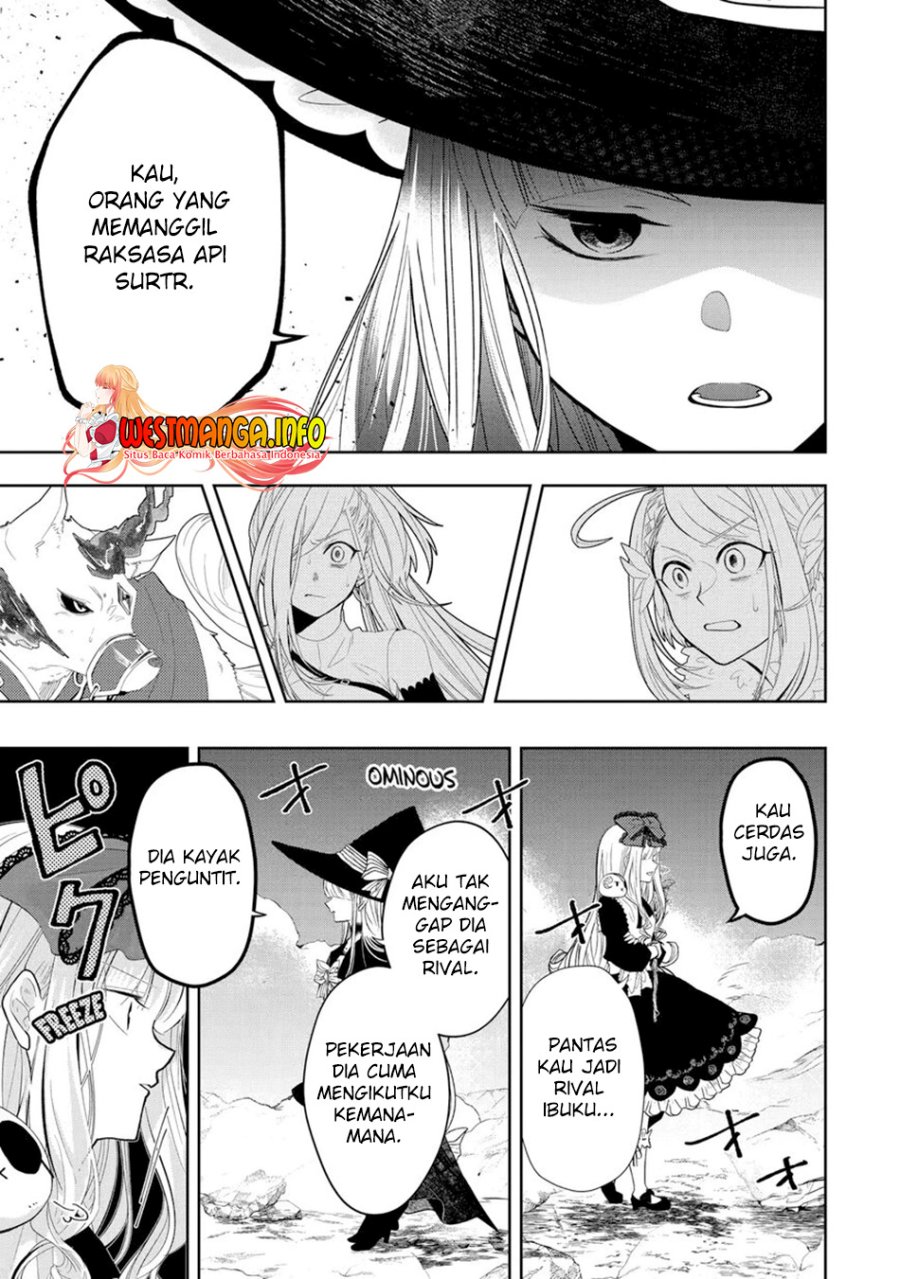 KAU,
ORANG YANG
MEMANGGIL
RAKSASA API
SURTR.
WESTMANGA.INFO
Situs Baca Komik Berbahasa Indonesia
KAU
CERDAS
JUGA.
PANTAS
KAU JADI
RIVAL
IBUKU...
OMINOUS
AKU TAK
MENGANG-
GAP DIA
SEBAGAI
RIVAL.
PEKERJAAN
DIA CUMA
MENGIKUTKU
KEMANA-
MANA.
DIA KAYAK
PENGUNTIT.
ピク
FREEZE